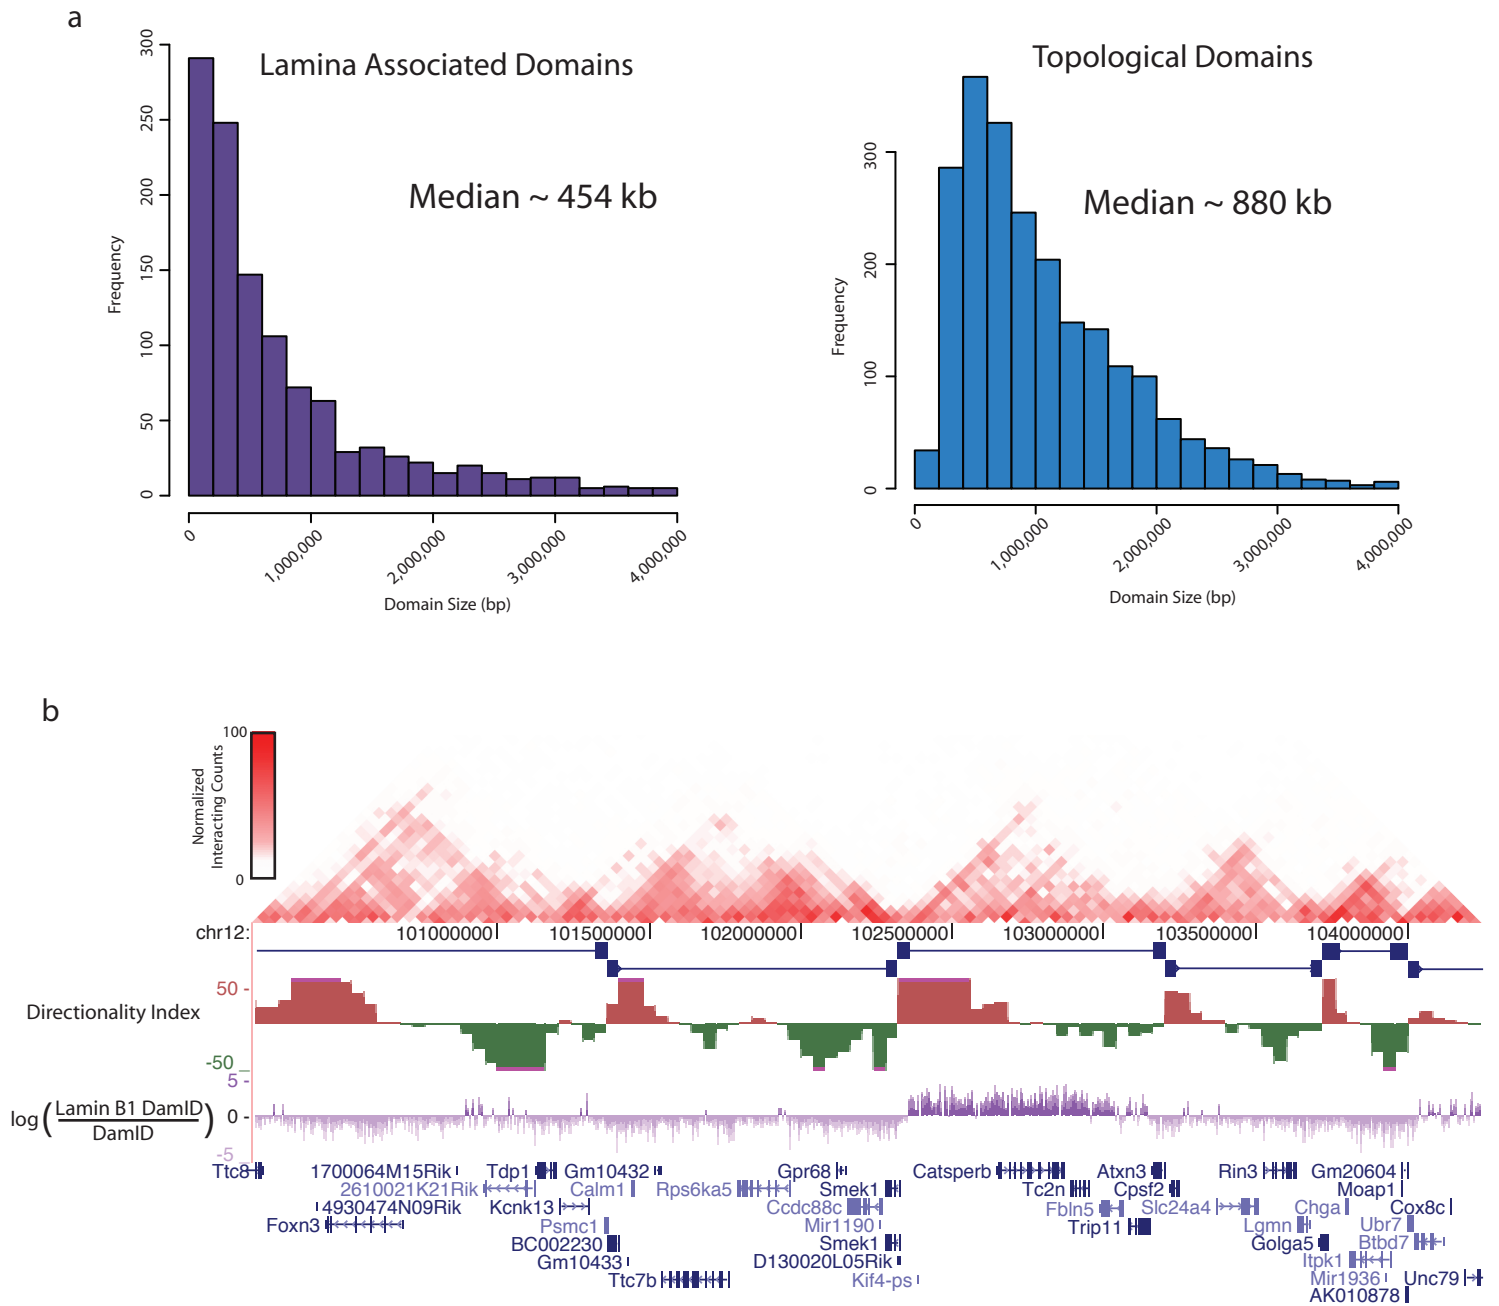 a
Lamina Associated Domains
Median ~ 454 kb
Frequency
0
50
100
150
200
250
300
0
1,000,000
2,000,000
3,000,000
4,000,000
Domain Size (bp)
Topological Domains
Median ~ 880 kb
Frequency
0
100
200
300
0
1,000,000
2,000,000
3,000,000
4,000,000
Domain Size (bp)
b
Normalized
Interacting Counts
100
0
chr12:
101000000
101500000
102000000
102500000
103000000
103500000
104000000
Directionality Index
50 -
-50
log(Lamin B1 DamID
DamID)
5 -
0 -
-5
Ttc8 1700064M15Rik Tdp1 Gm10432 Gpr68 Catsperb Atxn3 Rin3 Gm20604
2610021K21Rik Calm1 Rps6ka5 Smek1 Tc2n Cpsf2 Moap1
4930474N09Rik Kcnk13 Ccdc88c Fbln5 Slc24a4 Chga Cox8c
Foxn3 Psmc1 Mir1190 Trip11 Lgmn Ubr7
BC002230 Smek1 Golga5 Btbd7
Gm10433 D130020L05Rik Itpk1
Ttc7b Kif4-ps Mir1936 Unc79
AK010878